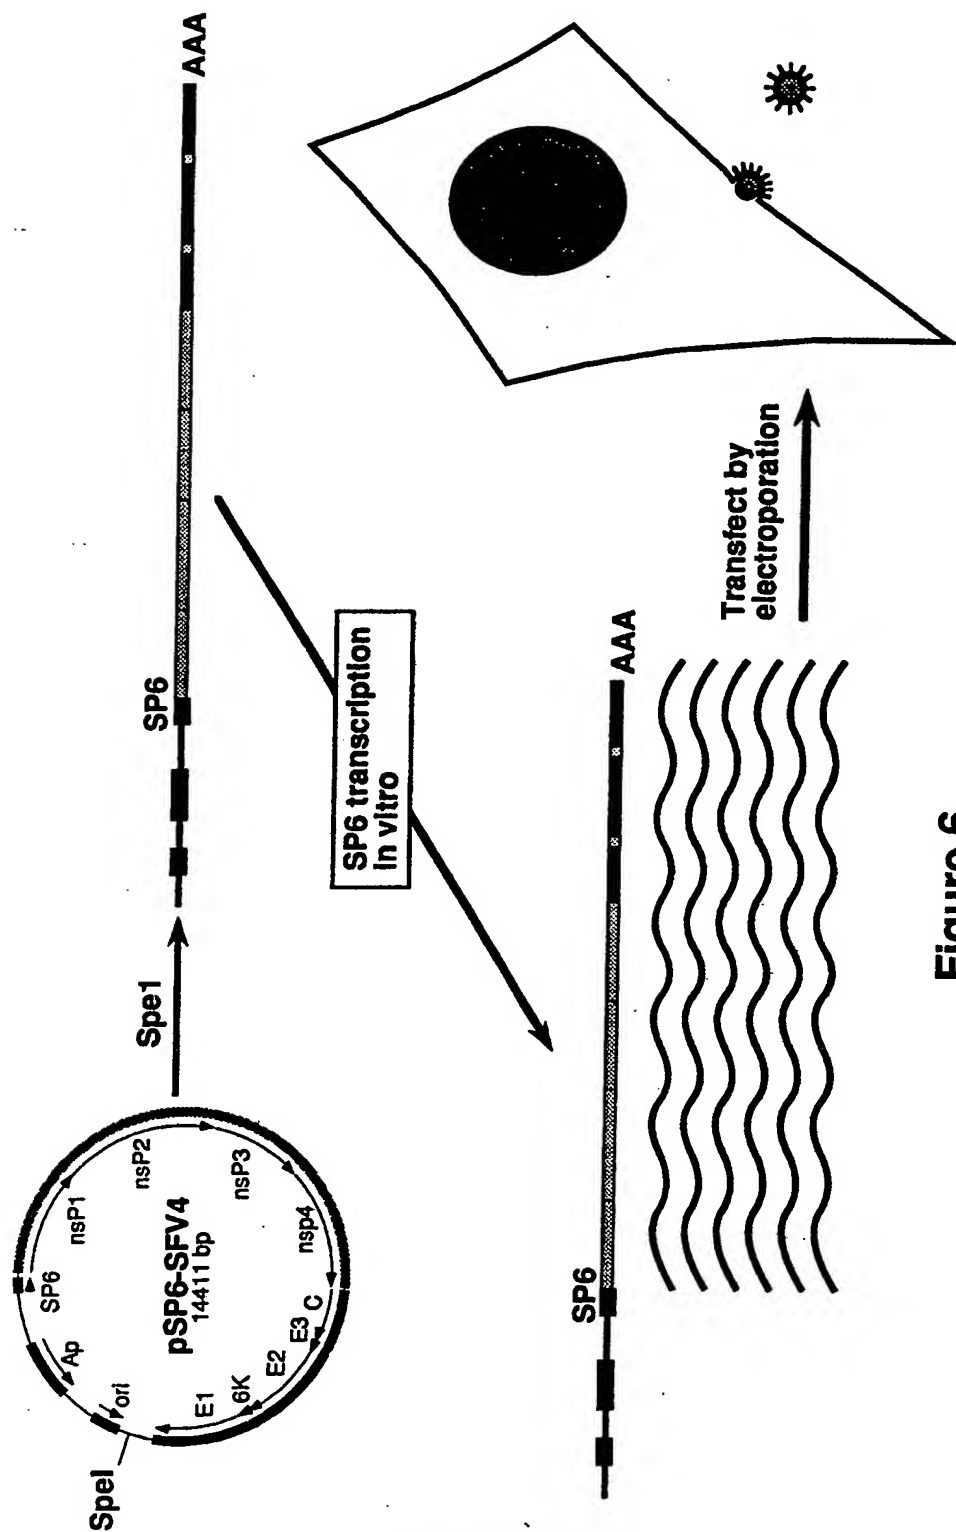 SpeI
SP6
nsP1
nsP2
nsP3
nsp4
C
E3
E2
6K
E1
ori
Ap
pSP6-SFV4
14411 bp
Spe1
SP6
AAA
SP6 transcription
in vitro
SP6
AAA
Transfect by
electroporation
Figure 6